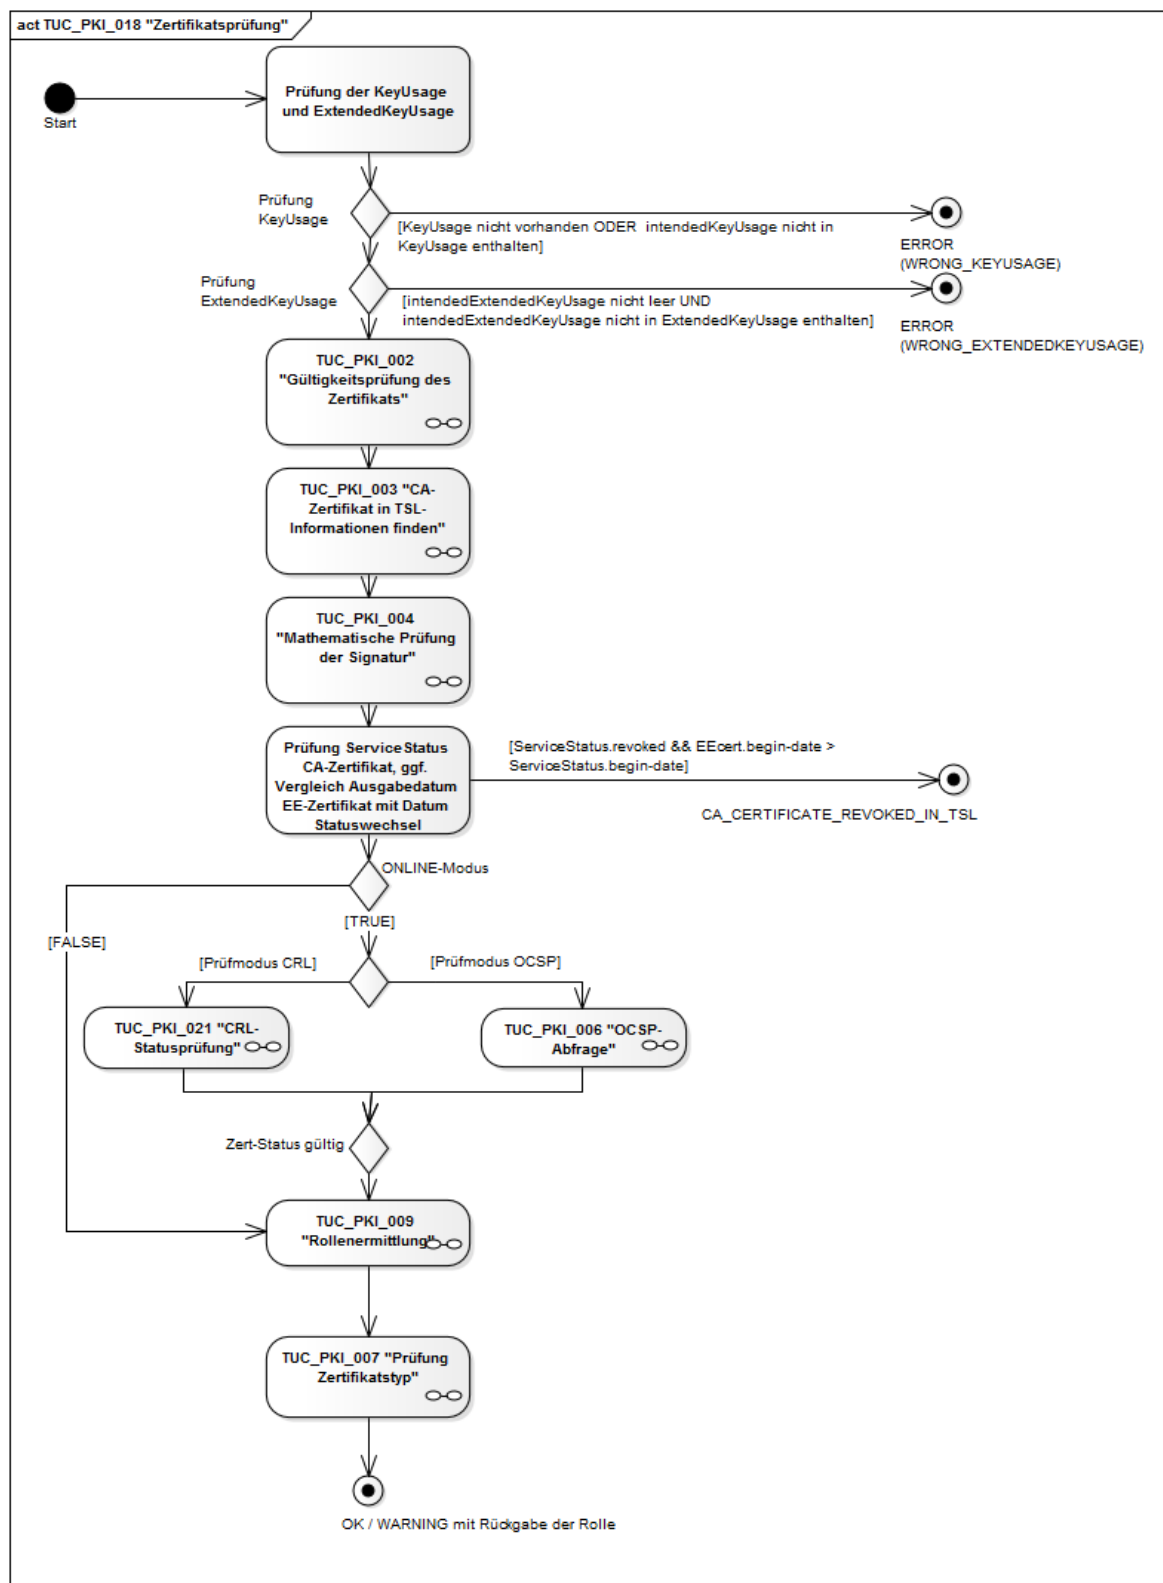 act TUC_PKI_018 "Zertifikatsprüfung"
Prüfung der KeyUsage
und ExtendedKeyUsage
Start
Prüfung
KeyUsage
[KeyUsage nicht vorhanden ODER intendedKeyUsage nicht in
KeyUsage enthalten]
ERROR
(WRONG_KEYUSAGE)
Prüfung
ExtendedKeyUsage
[intendedExtendedKeyUsage nicht leer UND
intendedExtendedKeyUsage nicht in ExtendedKeyUsage enthalten]
ERROR
(WRONG_EXTENDEDKEYUSAGE)
TUC_PKI_002
"Gültigkeitsprüfung des
Zertifikats"
TUC_PKI_003 "CA-
Zertifikat in TSL-
Informationen finden"
TUC_PKI_004
"Mathematische Prüfung
der Signatur"
Prüfung ServiceStatus
CA-Zertifikat, ggf.
Vergleich Ausgabedatum
EE-Zertifikat mit Datum
Statuswechsel
[ServiceStatus.revoked && EEcert.begin-date >
ServiceStatus.begin-date]
CA_CERTIFICATE_REVOKED_IN_TSL
ONLINE-Modus
[TRUE]
[FALSE]
[Prüfmodus CRL]
[Prüfmodus OCSP]
TUC_PKI_021 "CRL-
Statusprüfung"
TUC_PKI_006 "OCSP-
Abfrage"
Zert-Status gültig
TUC_PKI_009
"Rollenermittlung"
TUC_PKI_007 "Prüfung
Zertifikatstyp"
OK / WARNING mit Rückgabe der Rolle